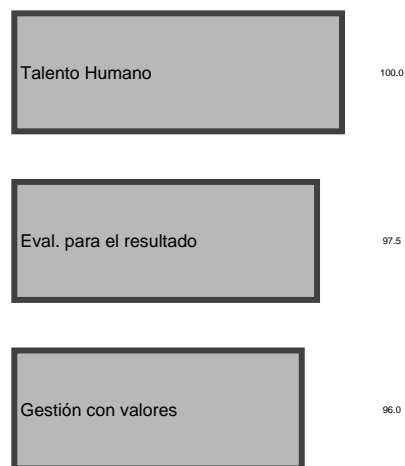 Talento Humano 100.0
Eval. para el resultado 97.5
Gestión con valores 96.0